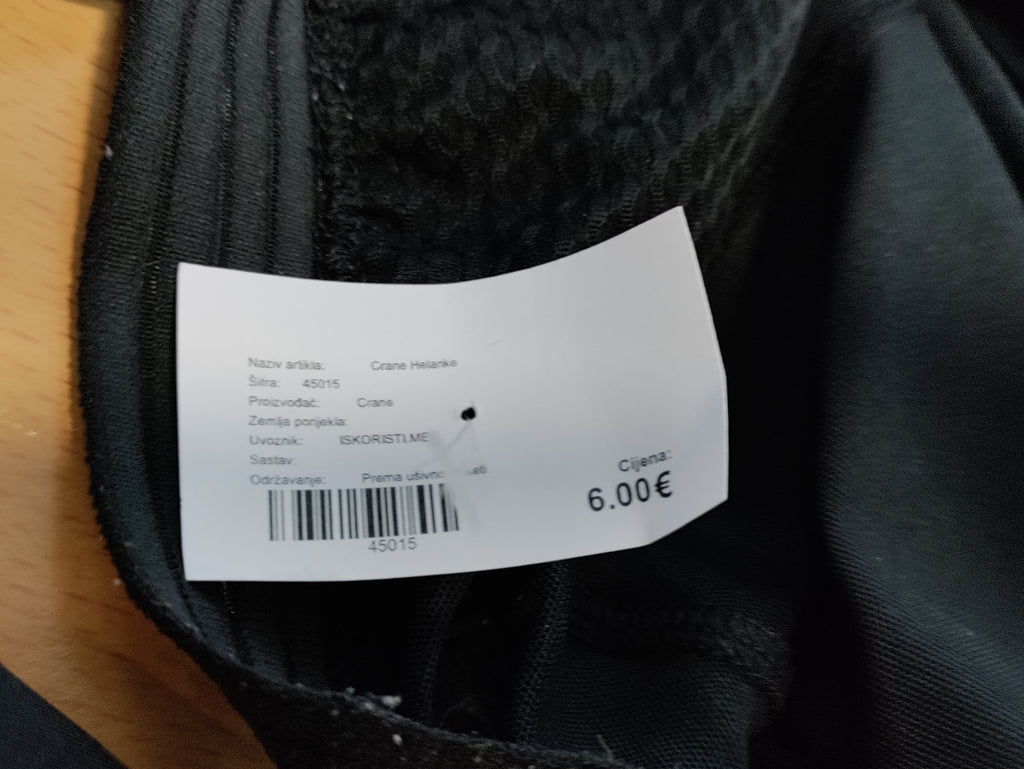 Naziv artikla: Crane Helanke
Šifra: 45015
Proizvođač: Crane
Zemlja porijekla:
Uvoznik: ISKORISTI.ME
Sastav:
Održavanje: Prema ušivno
45015
Cijena:
6.00€